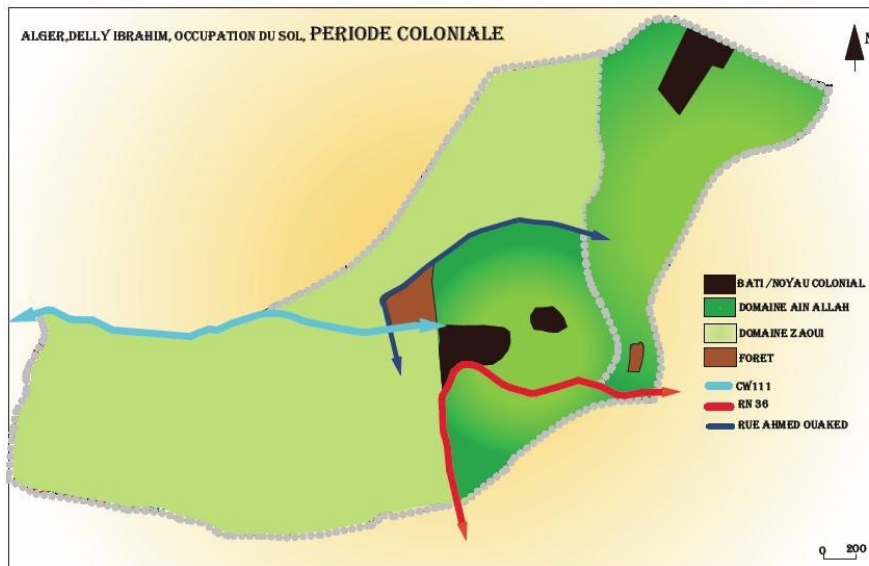 ALGER,DELLY IBRAHIM, OCCUPATION DU SOL, PERIODE COLONIALE
N
BATI /NOYAU COLONIAL
DOMAINE AIN ALLAH
DOMAINE ZAOUI
FORET
CW111
RN 36
RUE AHMED OUAKED
0 200